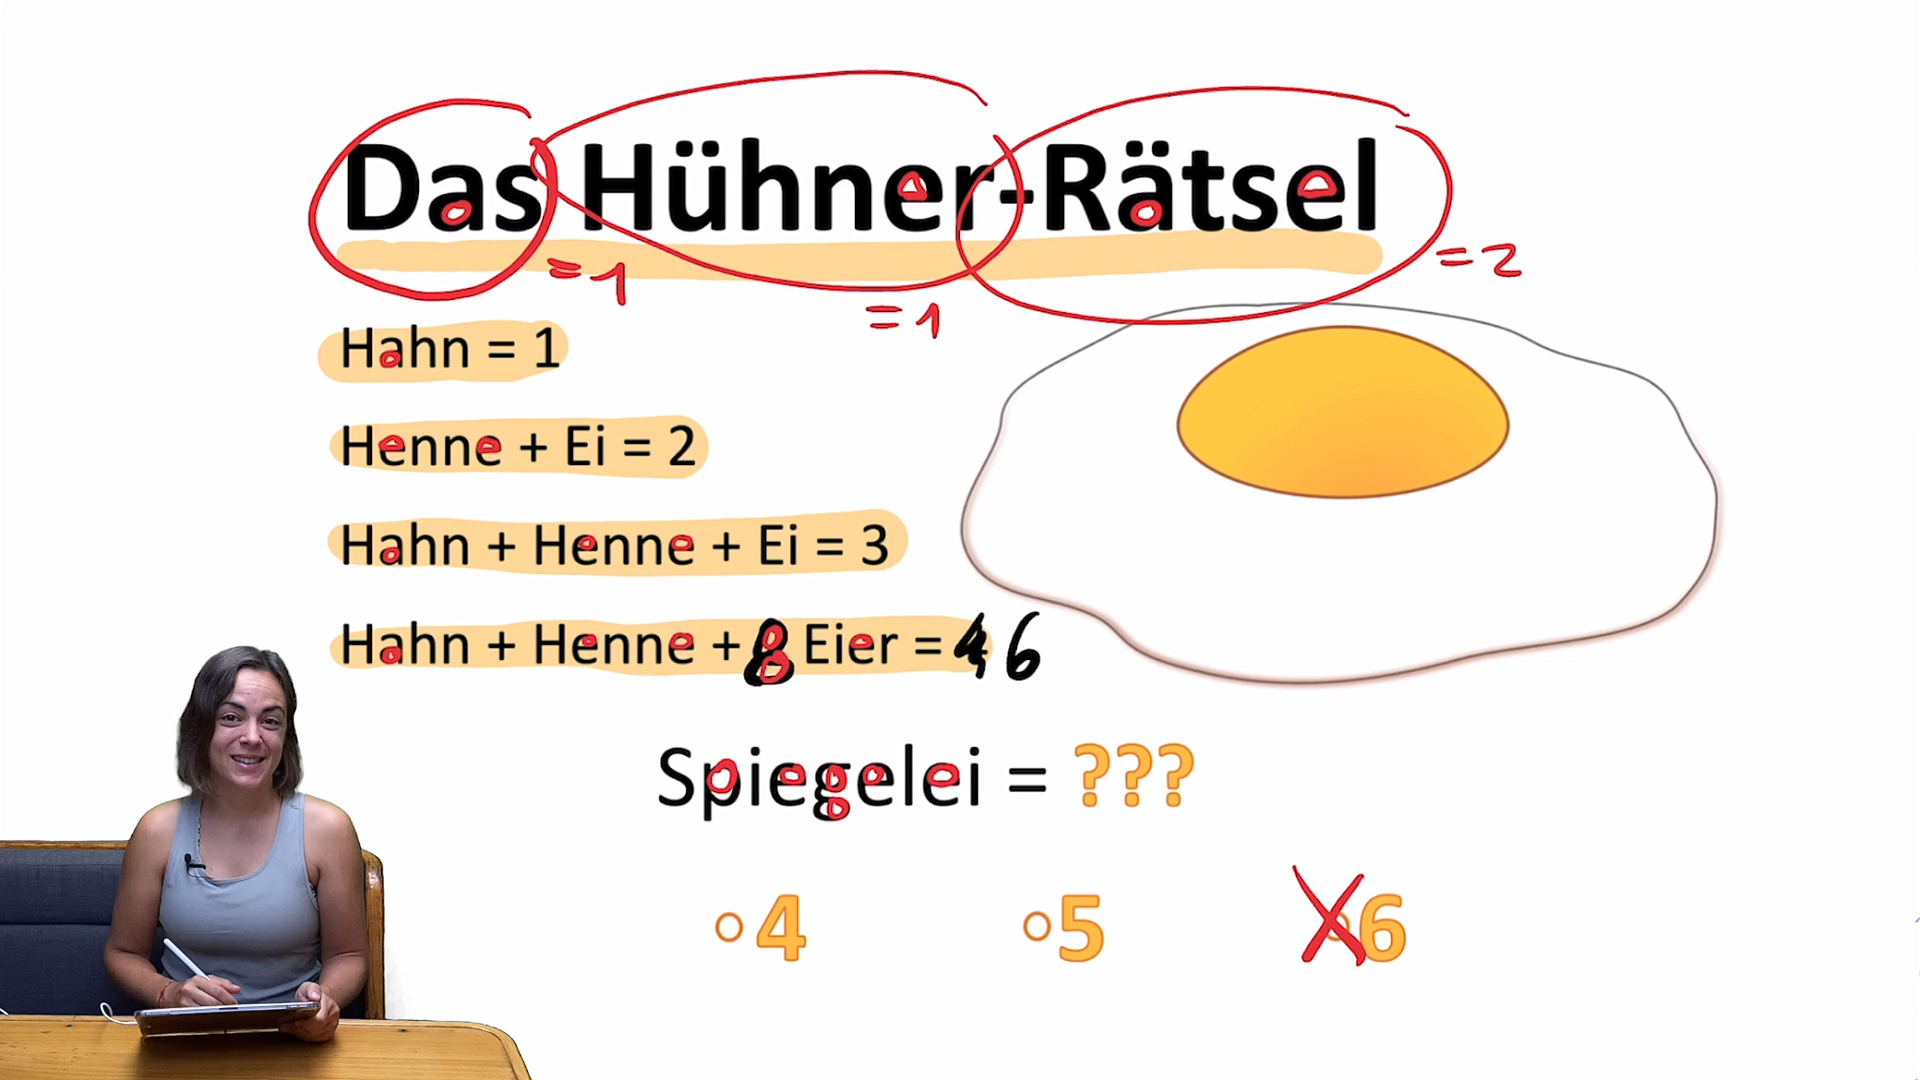 Das Hühner-Rätsel
= 1
= 1
= 2
Hahn = 1
Henne + Ei = 2
Hahn + Henne + Ei = 3
Hahn + Henne + 8 Eier = 4 6
Spiegelei = ???
4 5 6